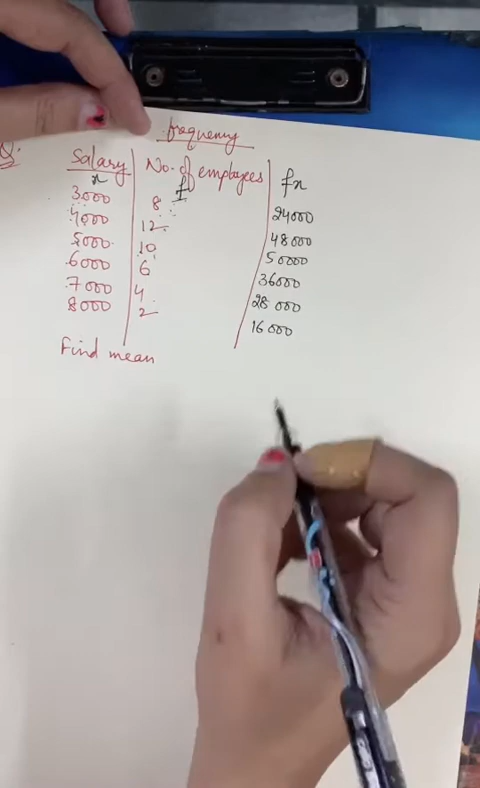 frequency
Q. Salary No. of employees fx
x f
3000 8 24000
4000 12 48000
5000 10 50000
6000 6 36000
7000 4 28000
8000 2 16000
Find mean